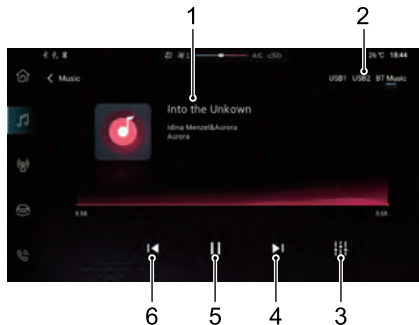 1 2
26℃ 18:44
Music USB1 USB2 BT Music
Into the Unkown
Idina Menzel&Aurora
Aurora
6 5 4 3